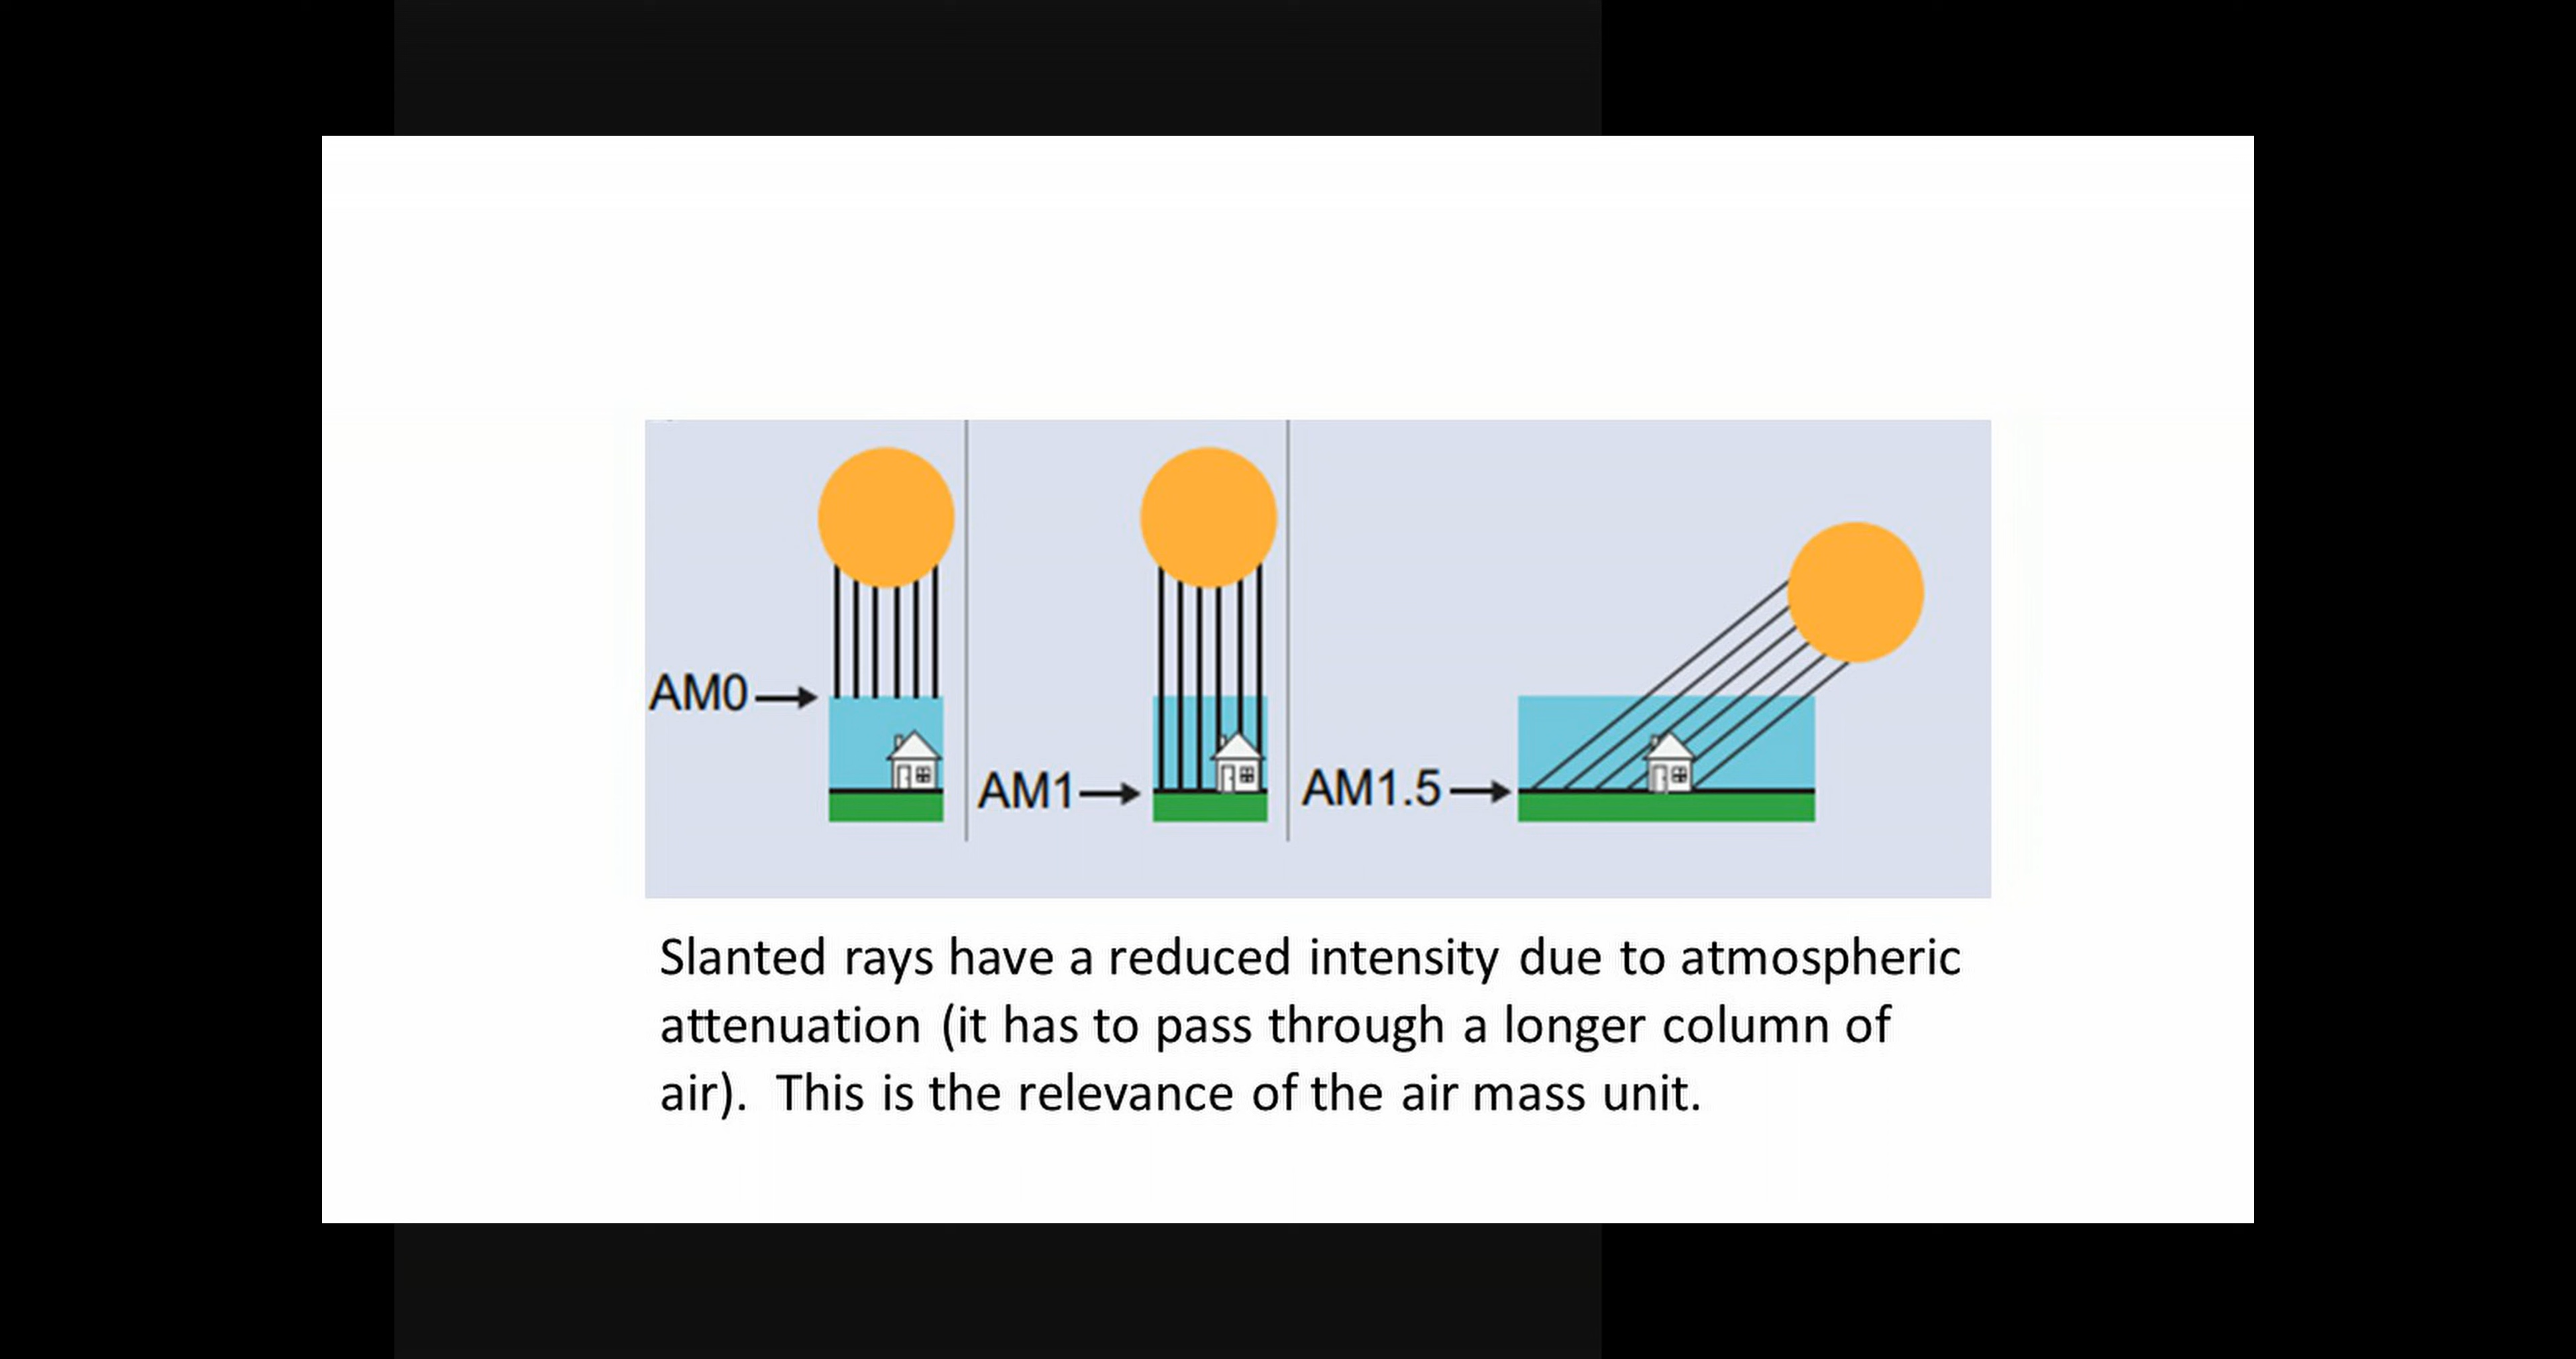 AM0
AM1
AM1.5
Slanted rays have a reduced intensity due to atmospheric
attenuation (it has to pass through a longer column of
air).  This is the relevance of the air mass unit.